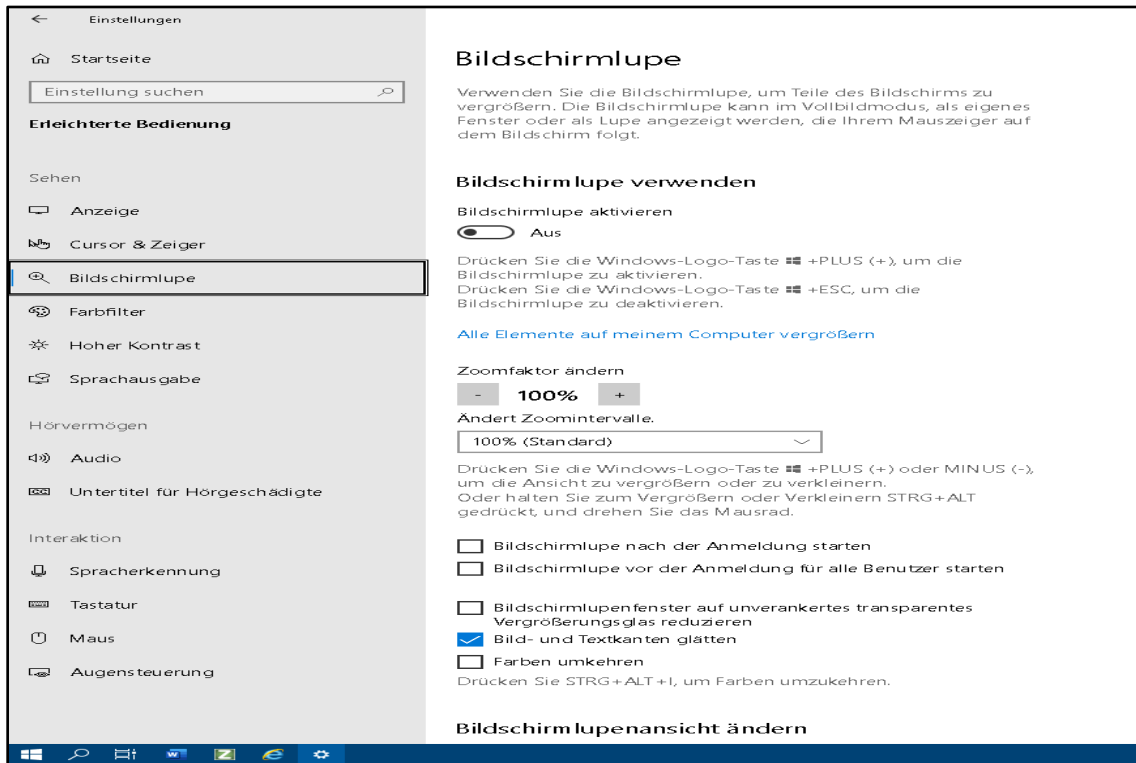 Einstellungen
Startseite
Einstellung suchen
Erleichterte Bedienung
Sehen
Anzeige
Cursor & Zeiger
Bildschirmlupe
Farbfilter
Hoher Kontrast
Sprachausgabe
Hörvermögen
Audio
Untertitel für Hörgeschädigte
Interaktion
Spracherkennung
Tastatur
Maus
Augensteuerung
Bildschirmlupe
Verwenden Sie die Bildschirmlupe, um Teile des Bildschirms zu
vergrößern. Die Bildschirmlupe kann im Vollbildmodus, als eigenes
Fenster oder als Lupe angezeigt werden, die Ihrem Mauszeiger auf
dem Bildschirm folgt.
Bildschirmlupe verwenden
Bildschirmlupe aktivieren
Aus
Drücken Sie die Windows-Logo-Taste +PLUS (+), um die
Bildschirmlupe zu aktivieren.
Drücken Sie die Windows-Logo-Taste +ESC, um die
Bildschirmlupe zu deaktivieren.
Alle Elemente auf meinem Computer vergrößern
Zoomfaktor ändern
- 100% +
Ändert Zoomintervalle.
100% (Standard)
Drücken Sie die Windows-Logo-Taste +PLUS (+) oder MINUS (-),
um die Ansicht zu vergrößern oder zu verkleinern.
Oder halten Sie zum Vergrößern oder Verkleinern STRG+ALT
gedrückt, und drehen Sie das Mausrad.
Bildschirmlupe nach der Anmeldung starten
Bildschirmlupe vor der Anmeldung für alle Benutzer starten
Bildschirmlupenfenster auf unverankertes transparentes
Vergrößerungsglas reduzieren
Bild- und Textkanten glätten
Farben umkehren
Drücken Sie STRG+ALT+I, um Farben umzukehren.
Bildschirmlupenansicht ändern